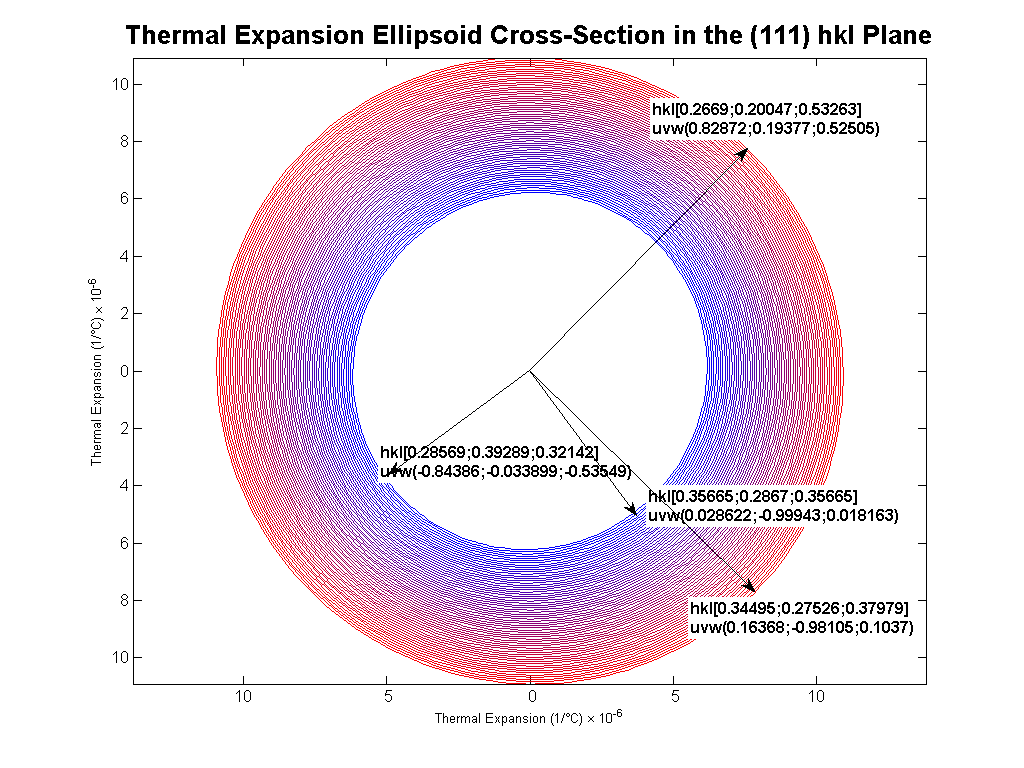 Thermal Expansion Ellipsoid Cross-Section in the (111) hkl Plane
10
8
6
4
2
0
2
4
6
8
10
Thermal Expansion (1/°C) × 10-6
hkl[0.2669;0.20047;0.53263]
uvw(0.82872;0.19377;0.52505)
hkl[0.28569;0.39289;0.32142]
uvw(-0.84386;-0.033899;-0.53549)
hkl[0.35665;0.2867;0.35665]
uvw(0.028622;-0.99943;0.018163)
hkl[0.34495;0.27526;0.37979]
uvw(0.16368;-0.98105;0.1037)
10 5 0 5 10
Thermal Expansion (1/°C) × 10-6